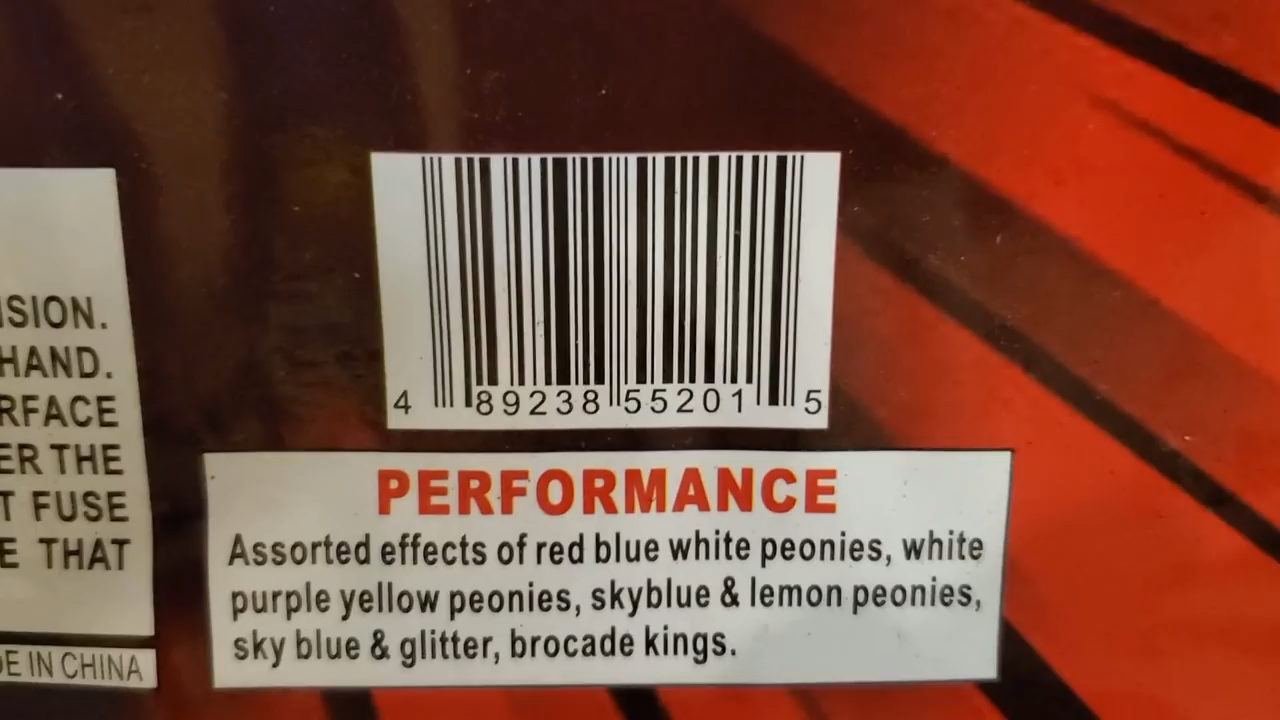 ISION.
HAND.
RFACE
ER THE
T FUSE
E THAT
DE IN CHINA
4 89238 55201 5
PERFORMANCE
Assorted effects of red blue white peonies, white
purple yellow peonies, skyblue & lemon peonies,
sky blue & glitter, brocade kings.